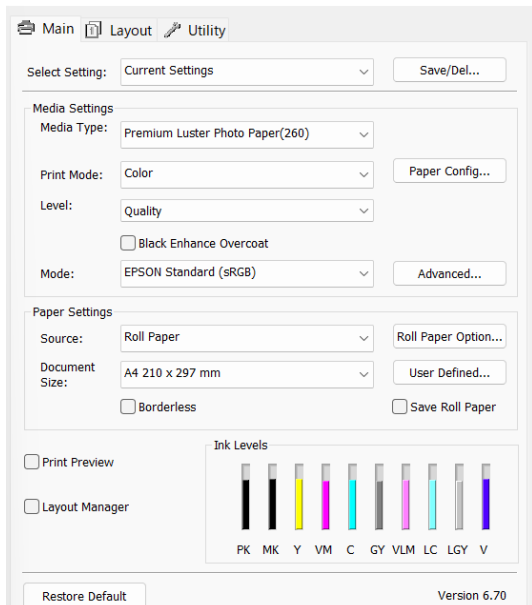 Main Layout Utility
Select Setting: Current Settings Save/Del...
Media Settings
Media Type: Premium Luster Photo Paper(260)
Print Mode: Color Paper Config...
Level: Quality
Black Enhance Overcoat
Mode: EPSON Standard (sRGB) Advanced...
Paper Settings
Source: Roll Paper Roll Paper Option...
Document
Size: A4 210 x 297 mm User Defined...
Borderless Save Roll Paper
Ink Levels
Print Preview
Layout Manager
PK MK Y VM C GY VLM LC LGY V
Restore Default Version 6.70